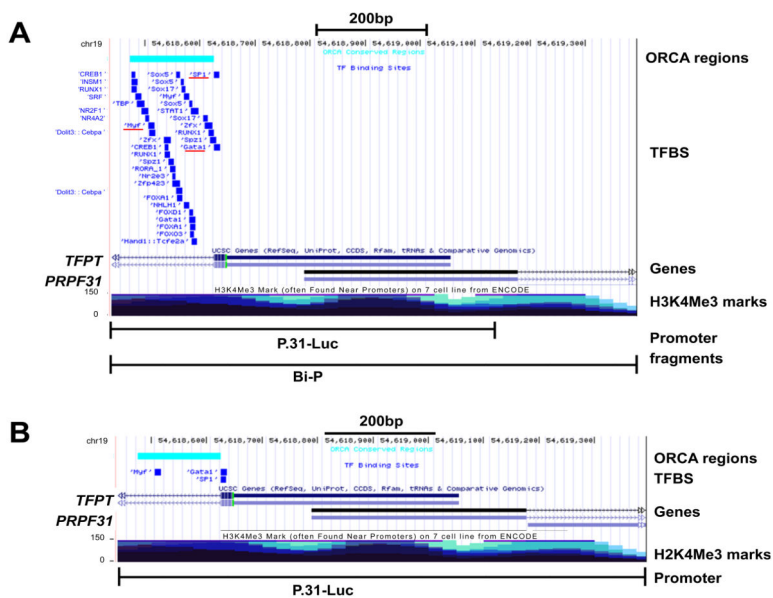 A
200bp
chr19
54,618,600| 54,618,700| 54,618,800| 54,618,900| 54,619,000| 54,619,100| 54,619,200| 54,619,300|
ORCA Conserved Regions
ORCA regions
TF Binding Sites
'CREB1' 'Sox5' 'SP1'
'INSM1' 'Sox5'
'RUNX1' 'Sox17'
'SRF' 'Myf'
'TBP' 'Sox5'
'NR2F1' 'STAT1'
'NR4A2' 'Sox17'
'Myf' 'Zfx'
'Ddit3::Cebpa' 'RUNX1'
'Zfx' 'Spz1'
'CREB1' 'Gata1'
'RUNX1'
TFBS
'Spz1'
'RORA_1'
'Nr2e3'
'Zfp423'
'Ddit3::Cebpa'
'FOXA1'
'NHLH1'
'FOXD1'
'Gata1'
'FOXA1'
'FOXO3'
'Hand1::Tcfe2a'
UCSC Genes (RefSeq, UniProt, CCDS, Rfam, tRNAs & Comparative Genomics)
TFPT
Genes
PRPF31
H3K4Me3 Mark (often Found Near Promoters) on 7 cell line from ENCODE
150
0
H3K4Me3 marks
P.31-Luc
Promoter
fragments
Bi-P
B
200bp
chr19
54,618,600| 54,618,700| 54,618,800| 54,618,900| 54,619,000| 54,619,100| 54,619,200| 54,619,300|
ORCA Conserved Regions
ORCA regions
TF Binding Sites
'Myf' 'Gata1'
'SP1'
TFBS
UCSC Genes (RefSeq, UniProt, CCDS, Rfam, tRNAs & Comparative Genomics)
TFPT
Genes
PRPF31
H3K4Me3 Mark (often Found Near Promoters) on 7 cell line from ENCODE
150
0
H2K4Me3 marks
Promoter
P.31-Luc